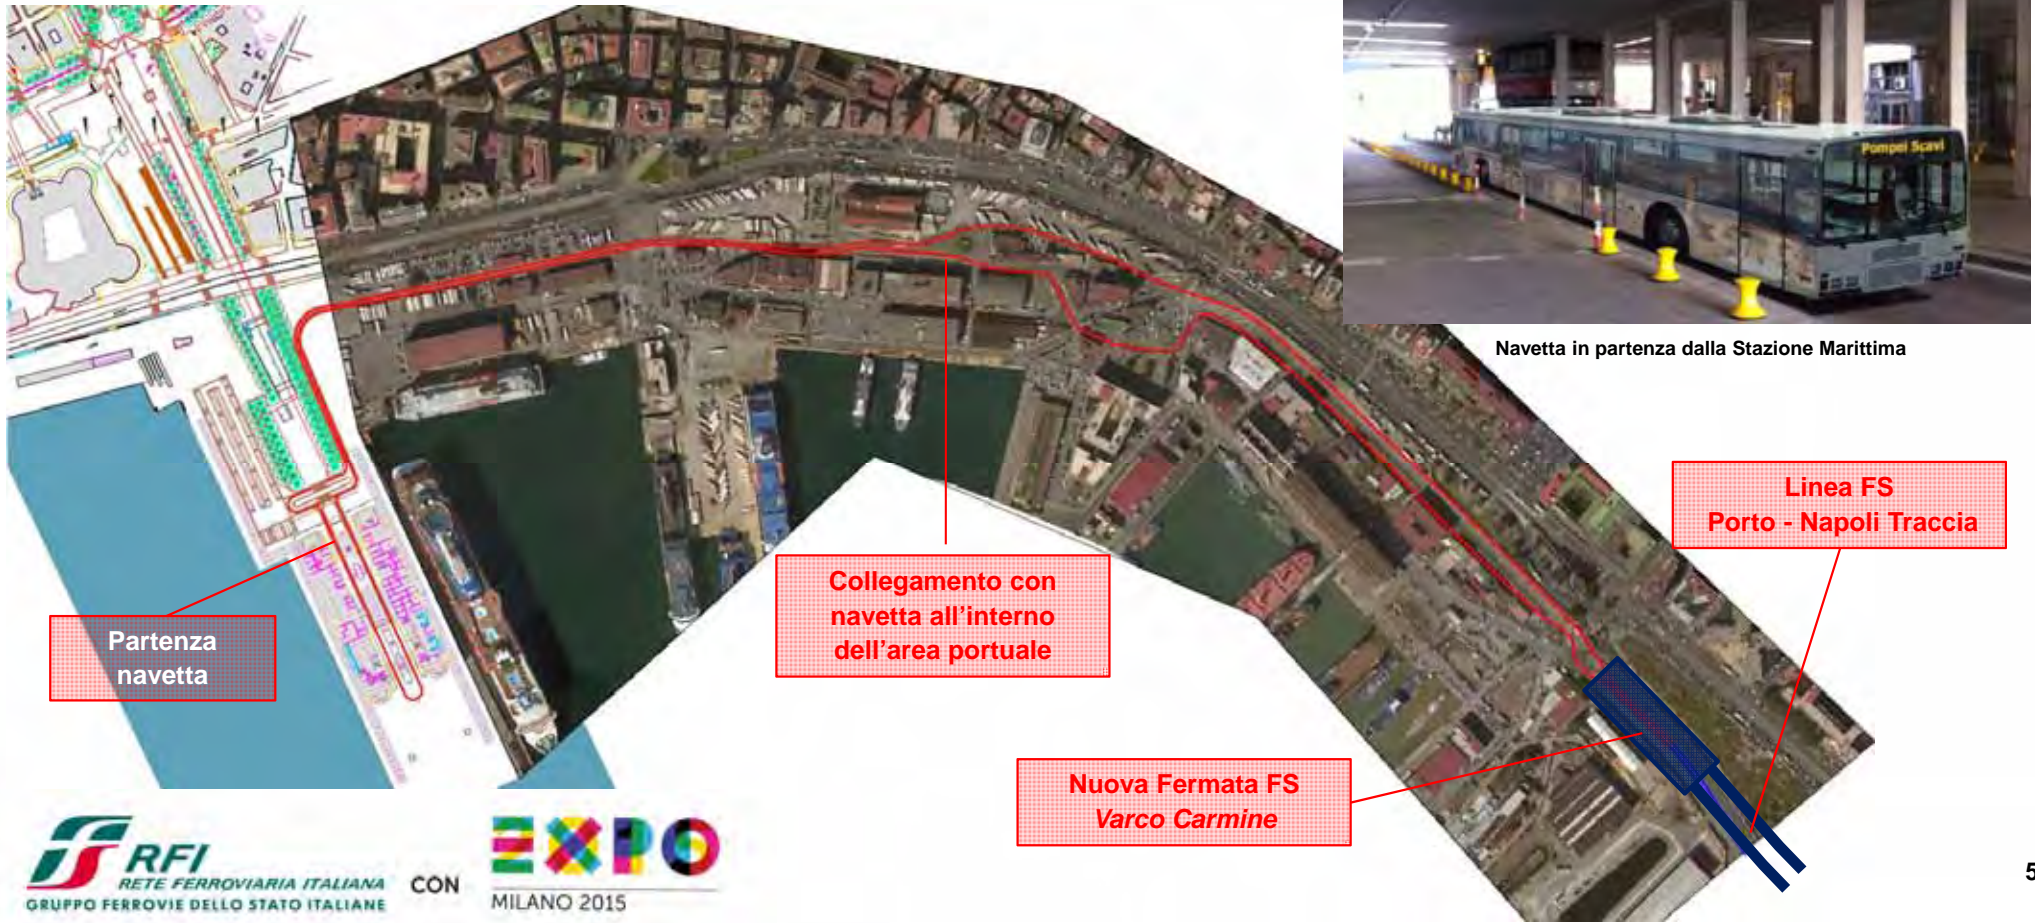 Pompei Scavi
Navetta in partenza dalla Stazione Marittima
Linea FS
Porto - Napoli Traccia
Collegamento con
navetta all’interno
dell’area portuale
Partenza
navetta
Nuova Fermata FS
Varco Carmine
RFI
RETE FERROVIARIA ITALIANA
GRUPPO FERROVIE DELLO STATO ITALIANE
CON
EXPO
MILANO 2015
5